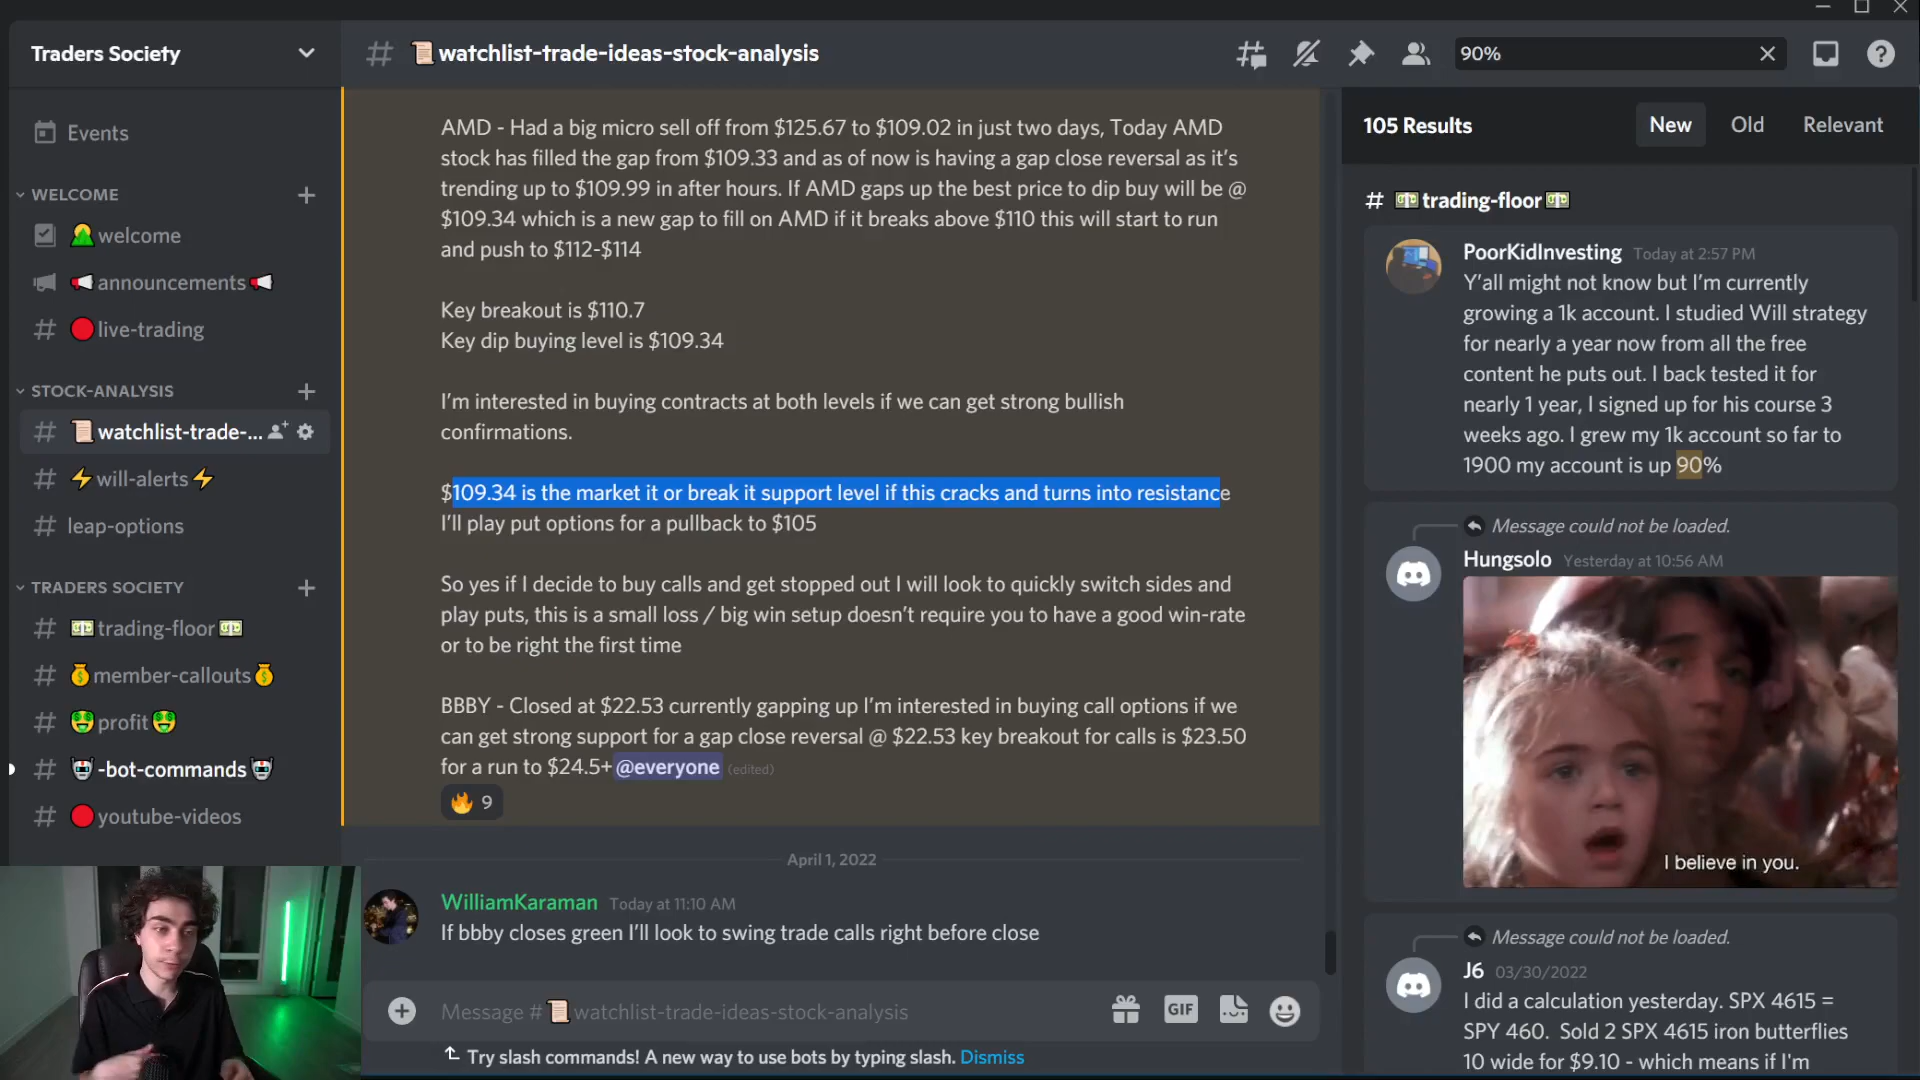 Traders Society
Events
WELCOME
welcome
announcements
live-trading
STOCK-ANALYSIS
watchlist-trade-...
will-alerts
leap-options
TRADERS SOCIETY
trading-floor
member-callouts
profit
-bot-commands
youtube-videos
# watchlist-trade-ideas-stock-analysis
90%
AMD - Had a big micro sell off from $125.67 to $109.02 in just two days, Today AMD
stock has filled the gap from $109.33 and as of now is having a gap close reversal as it's
trending up to $109.99 in after hours. If AMD gaps up the best price to dip buy will be @
$109.34 which is a new gap to fill on AMD if it breaks above $110 this will start to run
and push to $112-$114
Key breakout is $110.7
Key dip buying level is $109.34
I'm interested in buying contracts at both levels if we can get strong bullish
confirmations.
$109.34 is the market it or break it support level if this cracks and turns into resistance
I'll play put options for a pullback to $105
So yes if I decide to buy calls and get stopped out I will look to quickly switch sides and
play puts, this is a small loss / big win setup doesn't require you to have a good win-rate
or to be right the first time
BBBY - Closed at $22.53 currently gapping up I'm interested in buying call options if we
can get strong support for a gap close reversal @ $22.53 key breakout for calls is $23.50
for a run to $24.5+ @everyone (edited)
🔥 9
April 1, 2022
WilliamKaraman Today at 11:10 AM
If bbby closes green I'll look to swing trade calls right before close
Message # 📜watchlist-trade-ideas-stock-analysis
GIF
Try slash commands! A new way to use bots by typing slash. Dismiss
105 Results
New
Old
Relevant
# trading-floor
PoorKidInvesting Today at 2:57 PM
Y'all might not know but I'm currently
growing a 1k account. I studied Will strategy
for nearly a year now from all the free
content he puts out. I back tested it for
nearly 1 year, I signed up for his course 3
weeks ago. I grew my 1k account so far to
1900 my account is up 90%
Message could not be loaded.
Hungsolo Yesterday at 10:56 AM
I believe in you.
Message could not be loaded.
J6 03/30/2022
I did a calculation yesterday. SPX 4615 =
SPY 460. Sold 2 SPX 4615 iron butterflies
10 wide for $9.10 - which means if I'm